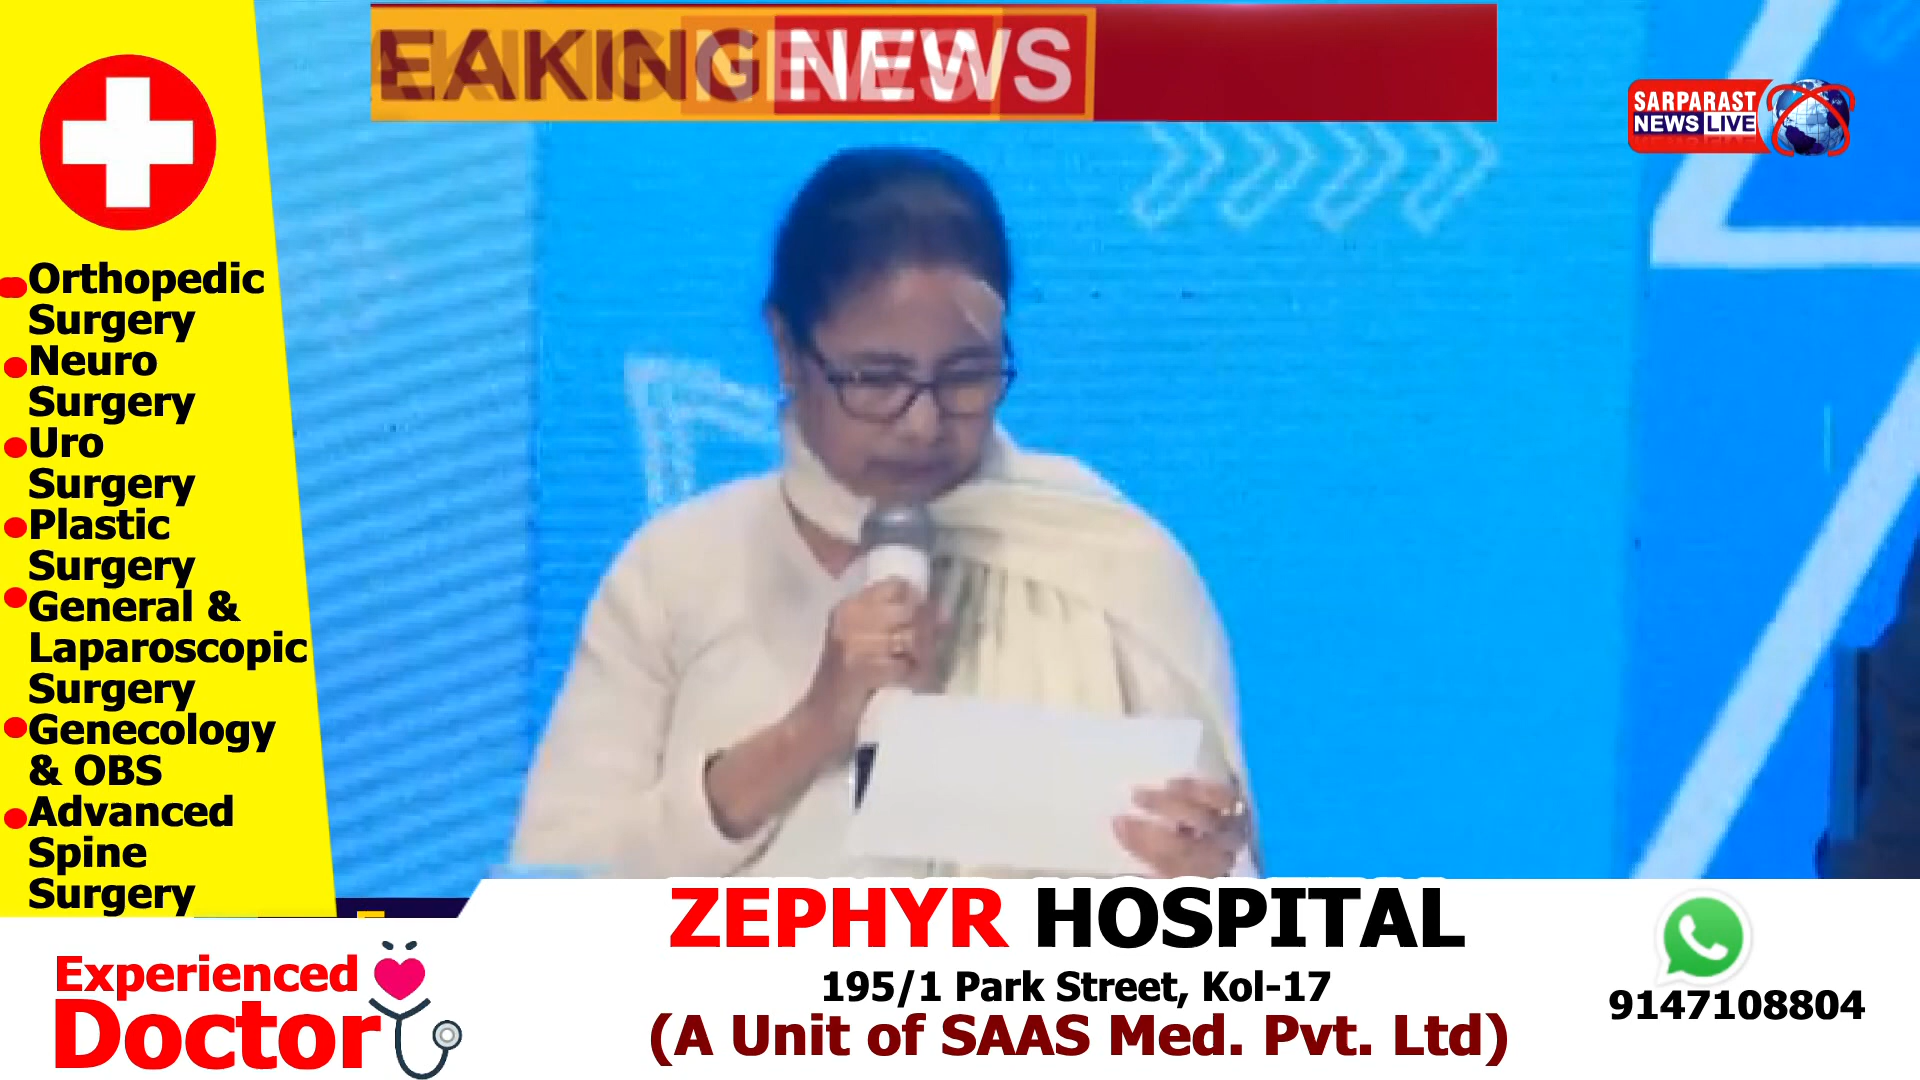 EAKING NEWS
SARPARAST
NEWS LIVE
Orthopedic
Surgery
Neuro
Surgery
Uro
Surgery
Plastic
Surgery
General &
Laparoscopic
Surgery
Genecology
& OBS
Advanced
Spine
Surgery
Experienced
Doctor
ZEPHYR HOSPITAL
195/1 Park Street, Kol-17
(A Unit of SAAS Med. Pvt. Ltd)
9147108804